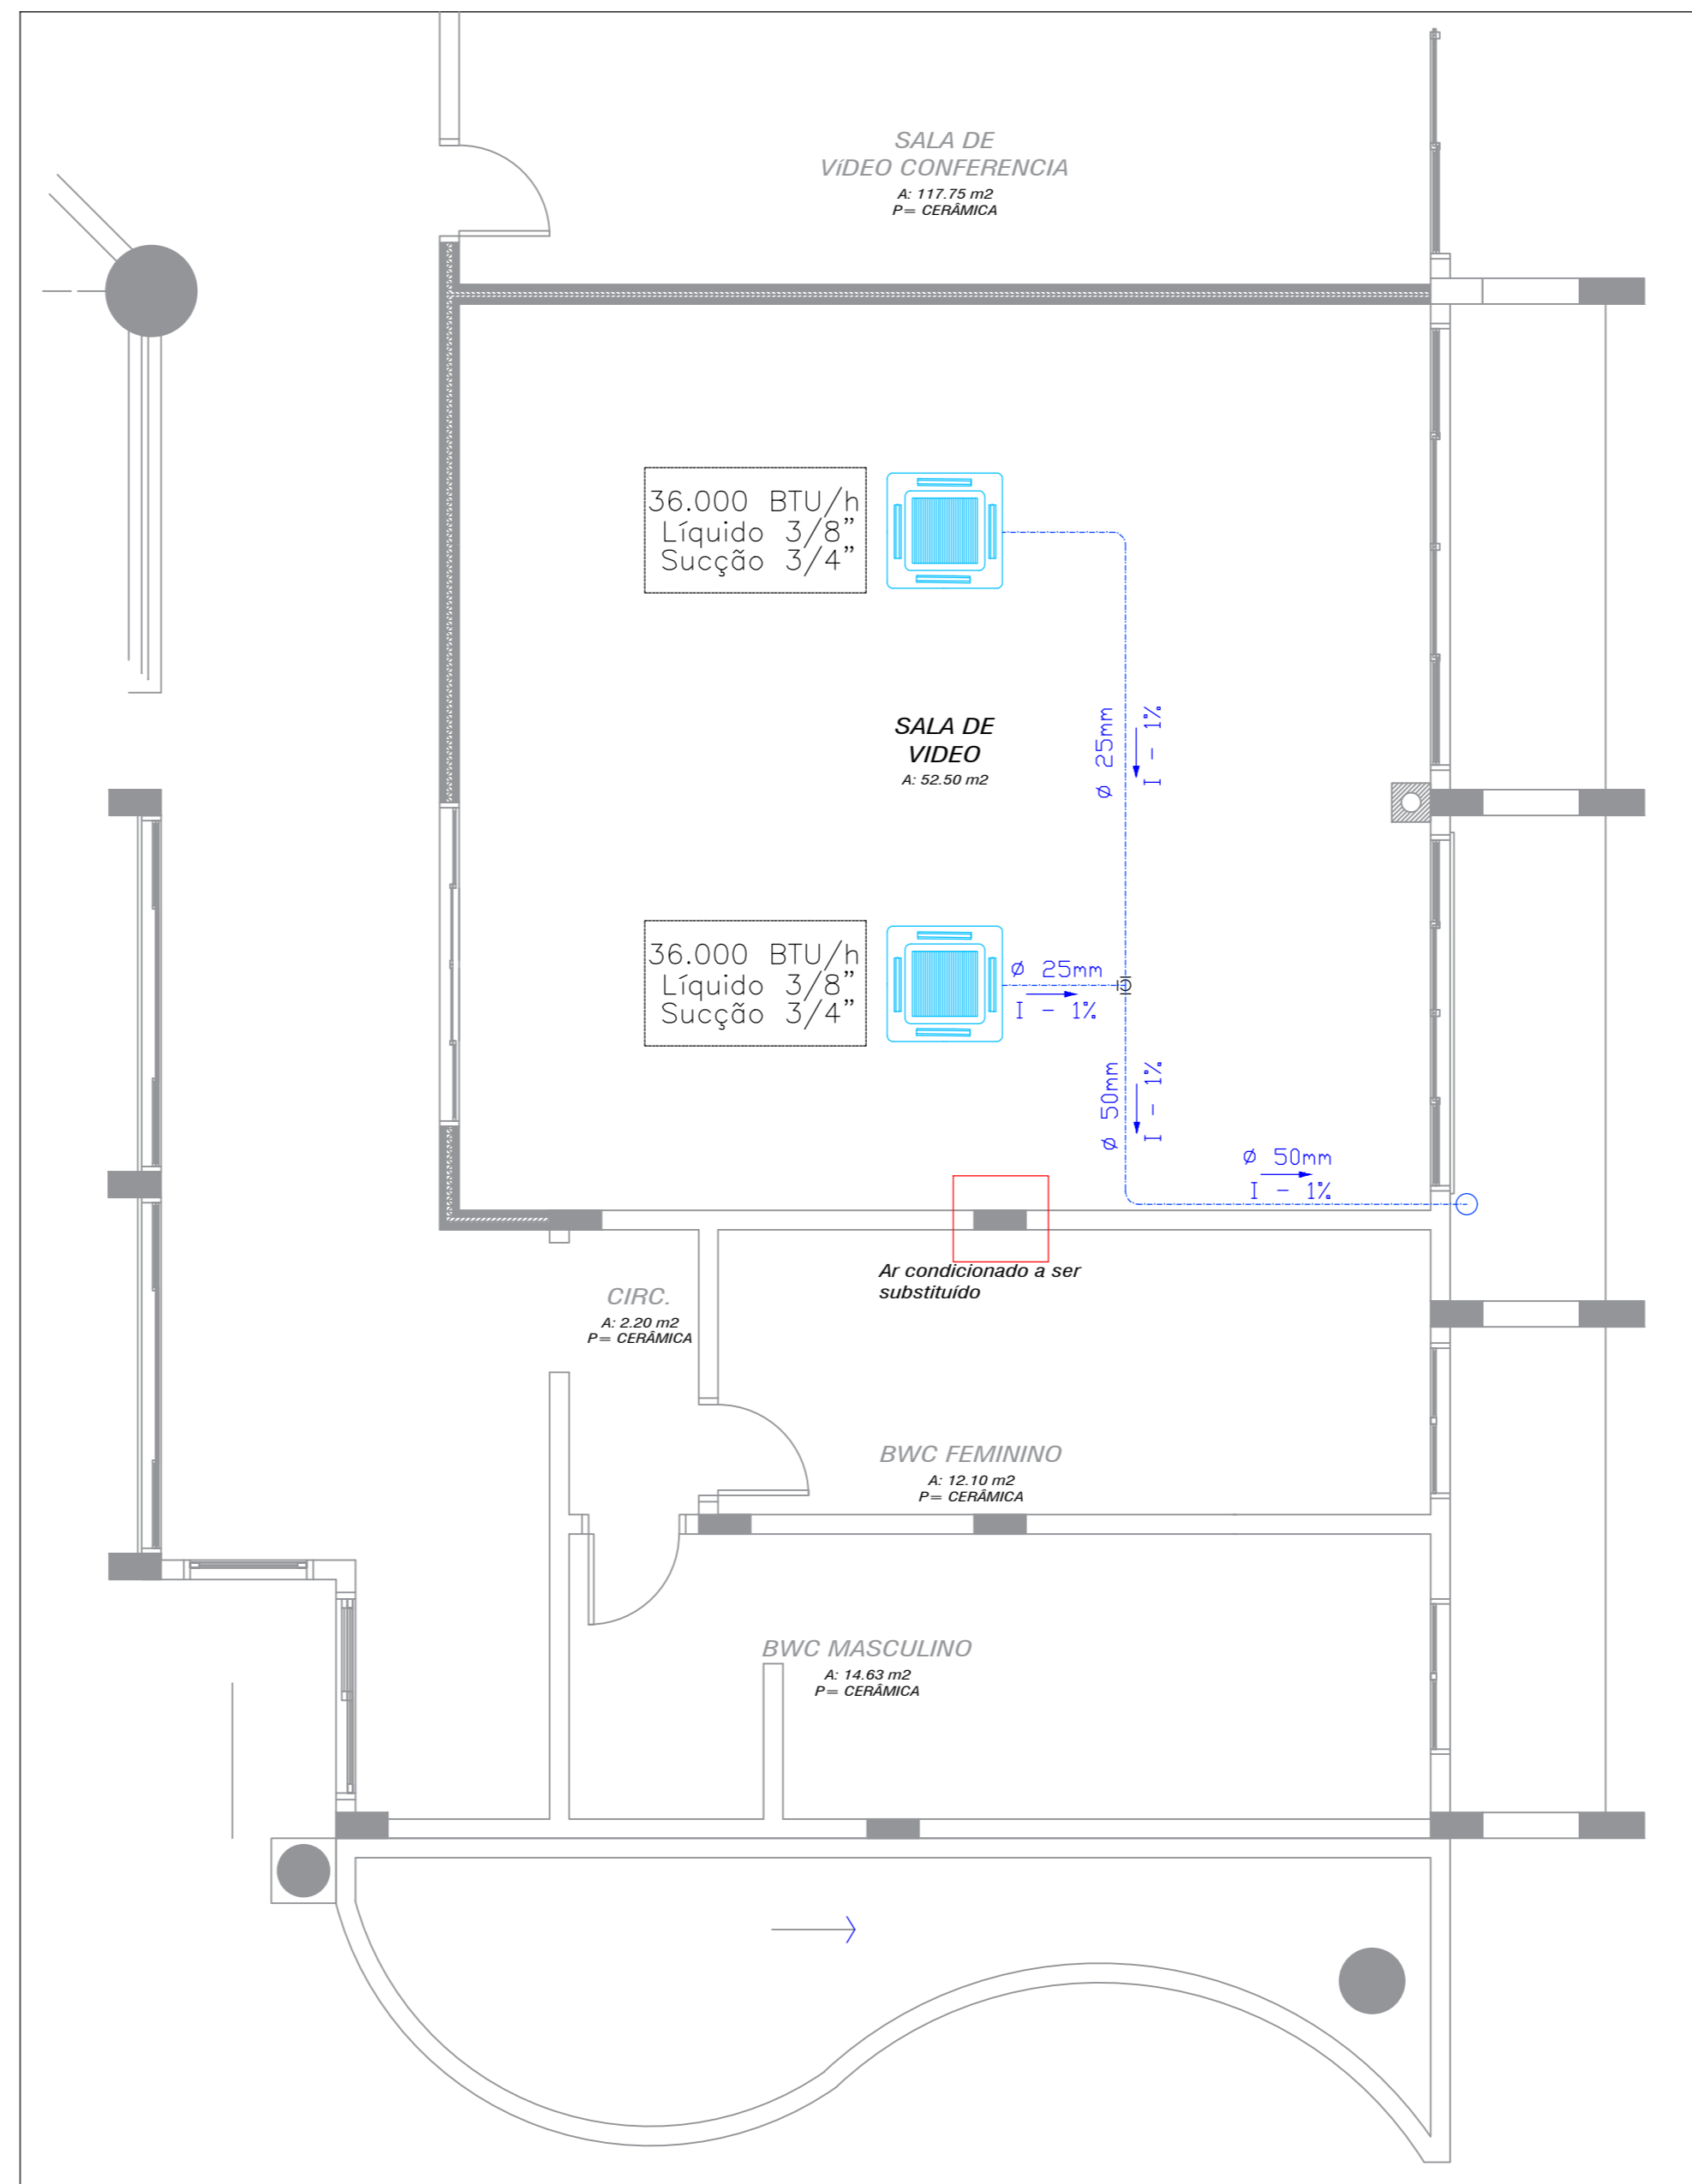 SALA DE
VíDEO CONFERENCIA
A: 117.75 m2
P= CERÂMICA
36.000 BTU/h
Líquido 3/8"
Sucção 3/4"
SALA DE
VIDEO
A: 52.50 m2
ø 25mm
I - 1%
36.000 BTU/h
Líquido 3/8"
Sucção 3/4"
ø 25mm
I - 1%
ø 50mm
I - 1%
ø 50mm
I - 1%
Ar condicionado a ser
substituído
CIRC.
A: 2.20 m2
P= CERÂMICA
BWC FEMININO
A: 12.10 m2
P= CERÂMICA
BWC MASCULINO
A: 14.63 m2
P= CERÂMICA